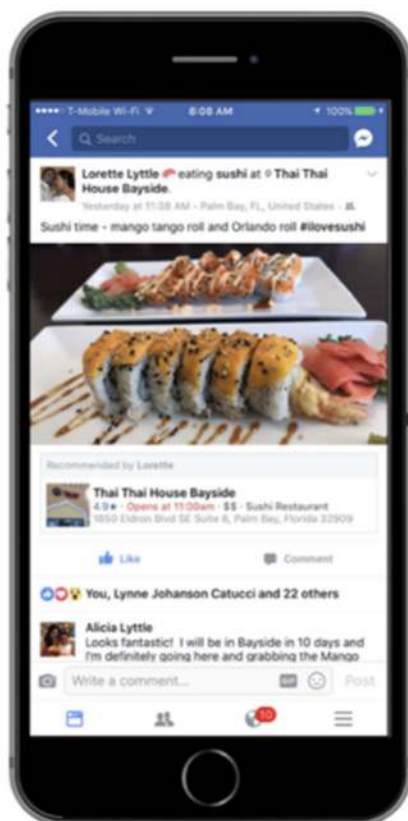 T-Mobile Wi-Fi 8:08 AM 100%
Search
Lorette Lyttle eating sushi at Thai Thai
House Bayside.
Yesterday at 11:38 AM - Palm Bay, FL, United States -
Sushi time - mango tango roll and Orlando roll #ilovesushi
Recommended by Lorette
Thai Thai House Bayside
4.9★ · Opens at 11:00am · $$ · Sushi Restaurant
1850 Eldron Blvd SE Suite 8, Palm Bay, Florida 32909
Like Comment
You, Lynne Johanson Catucci and 22 others
Alicia Lyttle
Looks fantastic! I will be in Bayside in 10 days and
I'm definitely going here and grabbing the Mango
Write a comment... GIF Post
10